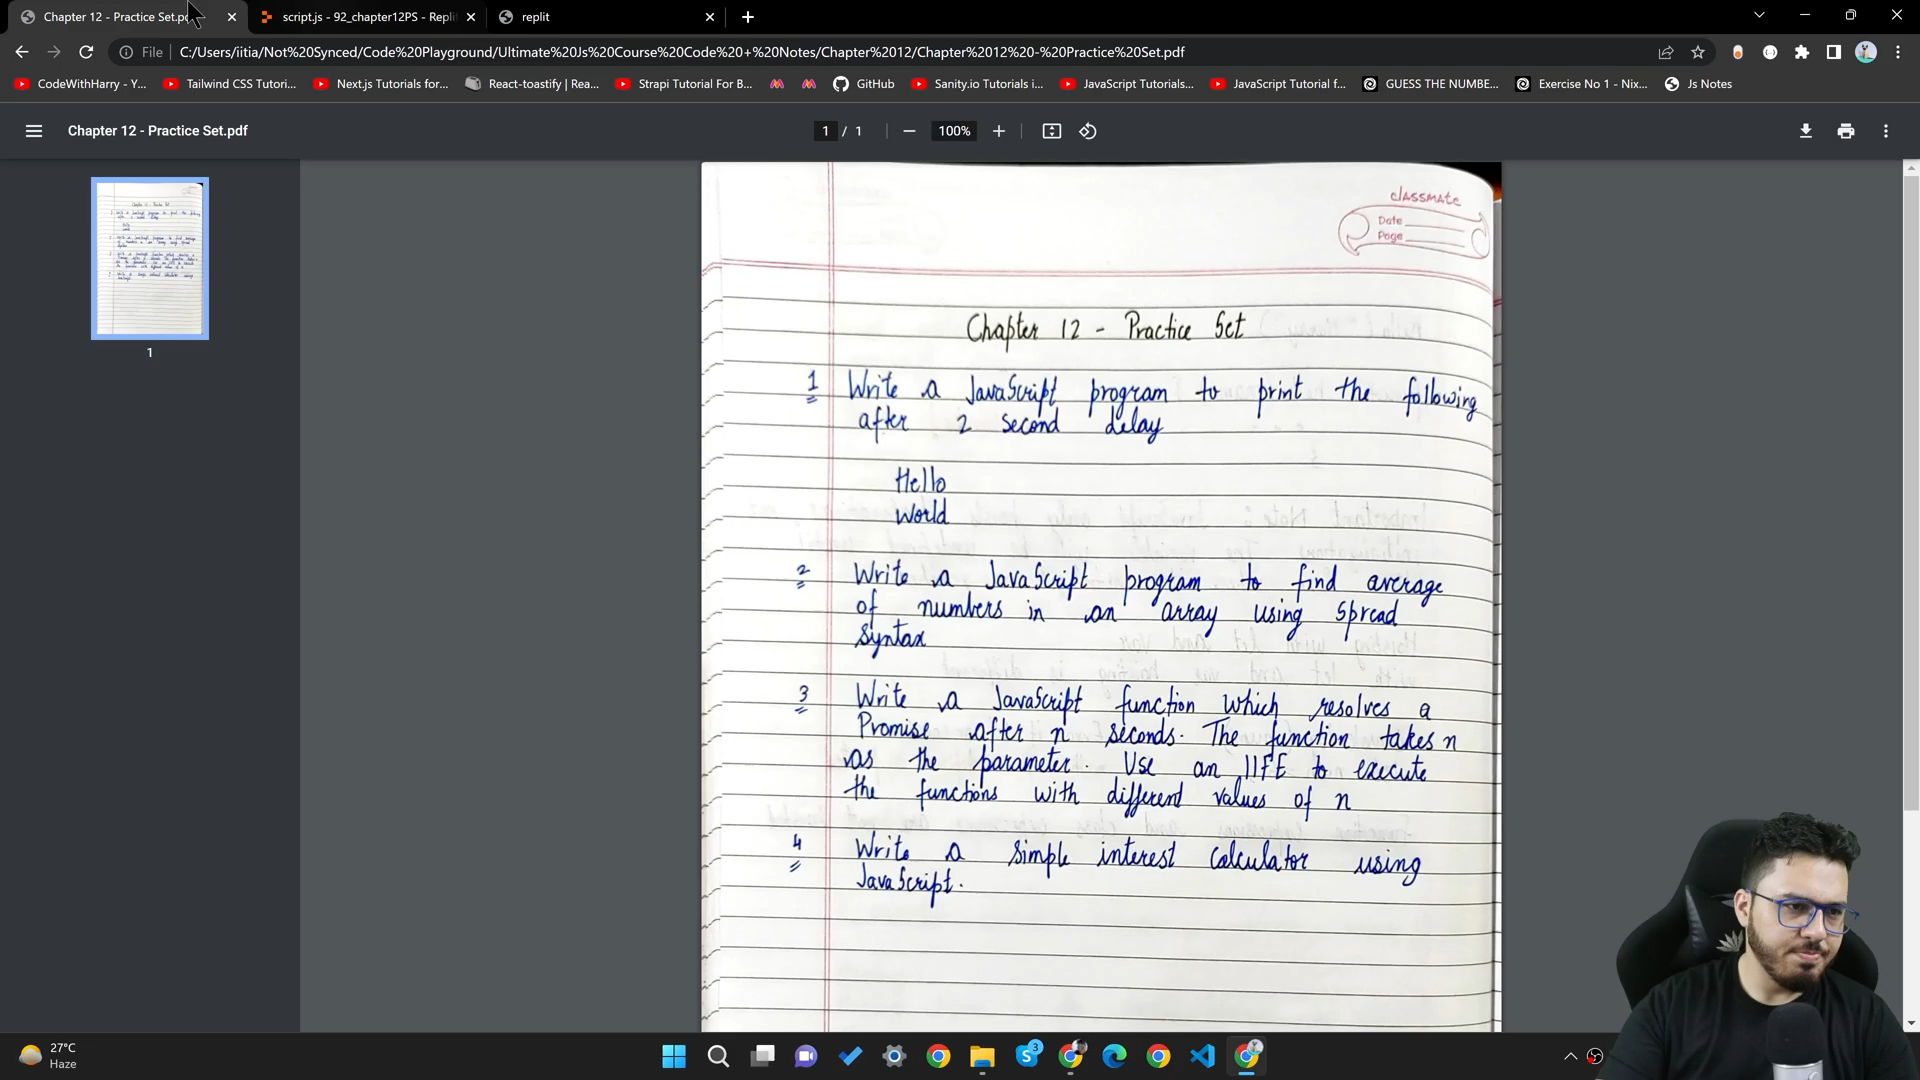 Chapter 12 - Practice Set.pdf
script.js - 92_chapter12PS - Replit
replit
File
C:/Users/iitia/Not%20Synced/Code%20Playground/Ultimate%20Js%20Course%20Code%20+%20Notes/Chapter%2012/Chapter%2012%20-%20Practice%20Set.pdf
CodeWithHarry - Y...
Tailwind CSS Tutori...
Next.js Tutorials for...
React-toastify | Rea...
Strapi Tutorial For B...
GitHub
Sanity.io Tutorials i...
JavaScript Tutorials...
JavaScript Tutorial f...
GUESS THE NUMBE...
Exercise No 1 - Nix...
Js Notes
Chapter 12 - Practice Set.pdf
1 / 1
100%
1
classmate
Date
Page
Chapter 12 - Practice Set
1 Write a JavaScript program to print the following
after 2 second delay
Hello
World
2 Write a JavaScript program to find average
of numbers in an array using spread
syntax
3 Write a JavaScript function which resolves a
Promise after n seconds. The function takes n
as the parameter. Use an IIFE to execute
the functions with different values of n
4 Write a simple interest calculator using
JavaScript.
27°C
Haze
3